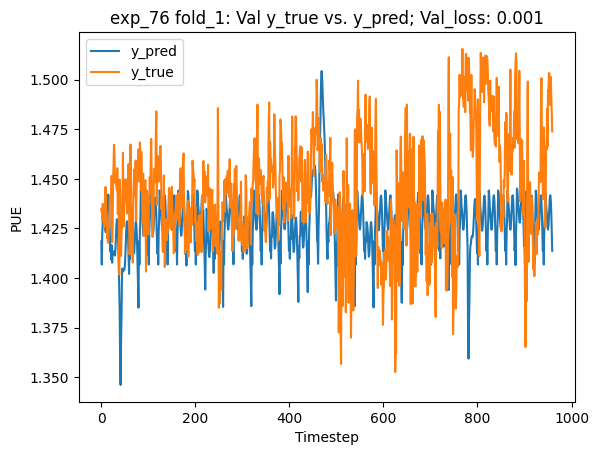 exp_76 fold_1: Val y_true vs. y_pred; Val_loss: 0.001
y_pred
y_true
1.500
1.475
1.450
1.425
1.400
1.375
1.350
PUE
0 200 400 600 800 1000
Timestep